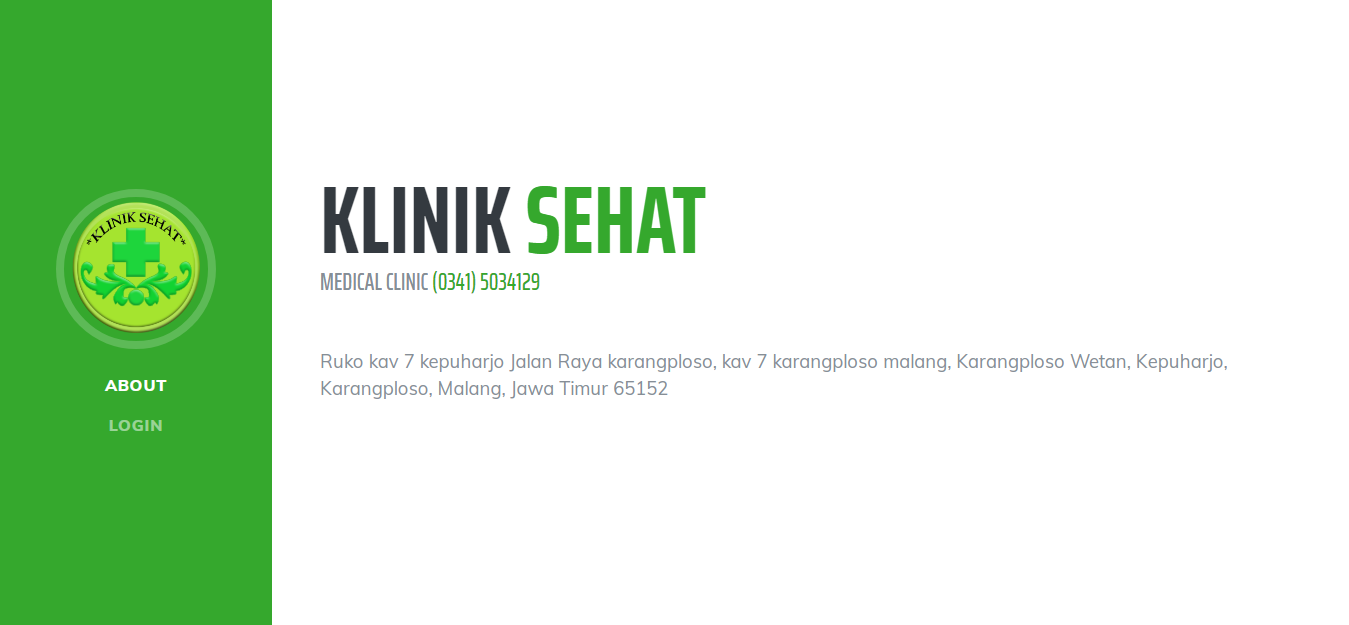 *KLINIK SEHAT*
ABOUT
LOGIN
KLINIK SEHAT
MEDICAL CLINIC (0341) 5034129
Ruko kav 7 kepuharjo Jalan Raya karangploso, kav 7 karangploso malang, Karangploso Wetan, Kepuharjo,
Karangploso, Malang, Jawa Timur 65152